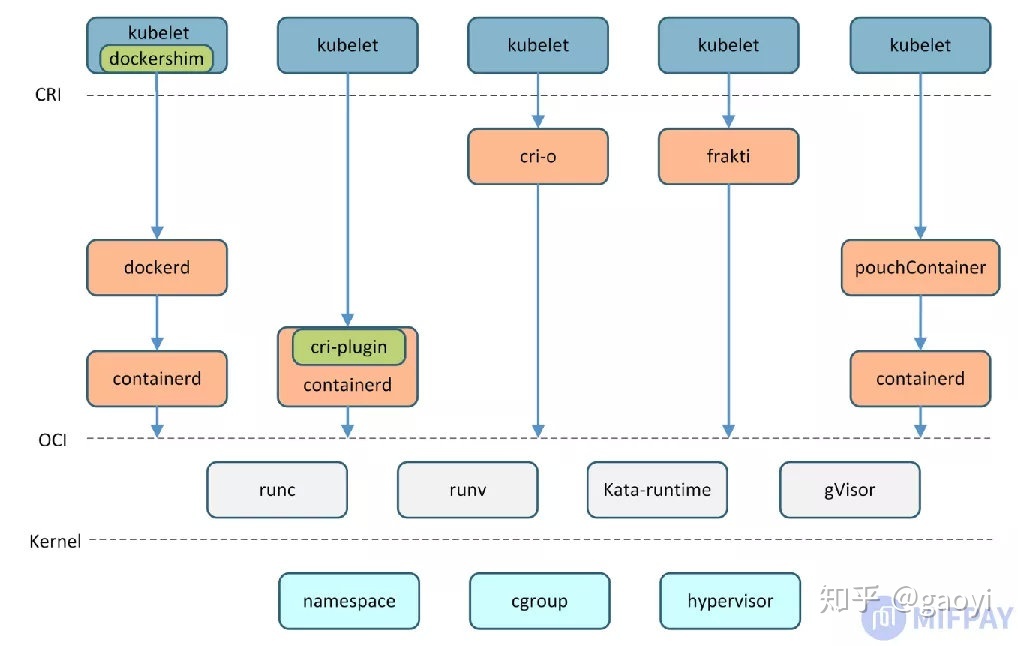 kubelet
dockershim
kubelet
kubelet
kubelet
kubelet
CRI
cri-o
frakti
dockerd
pouchContainer
cri-plugin
containerd
containerd
containerd
OCI
runc
runv
Kata-runtime
gVisor
Kernel
namespace
cgroup
hypervisor
知乎 @gaoyi
MIFPAY